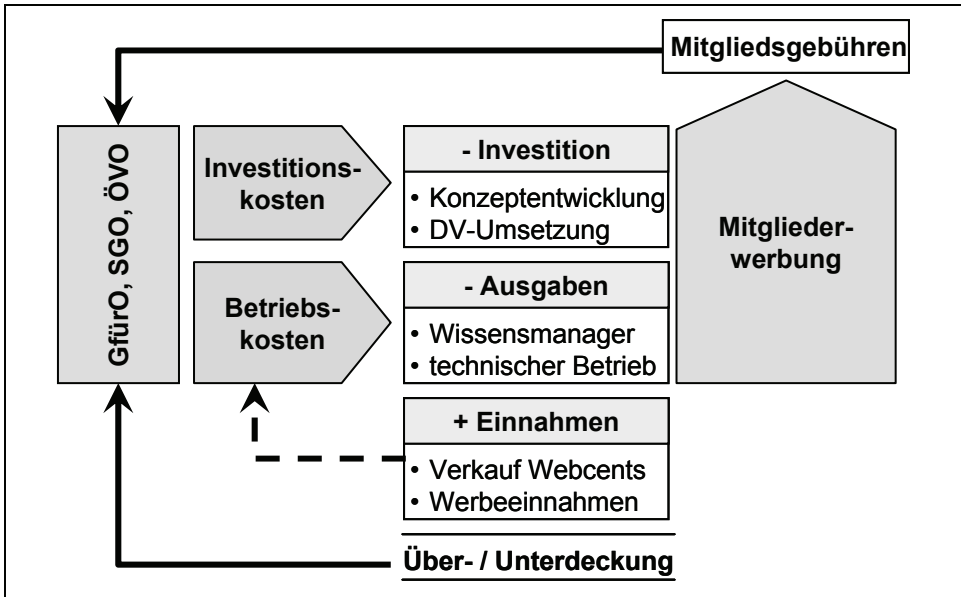 Mitgliedsgebühren
GfürO, SGO, ÖVO
Investitions-
kosten
- Investition
• Konzeptentwicklung
• DV-Umsetzung
Mitglieder-
werbung
Betriebs-
kosten
- Ausgaben
• Wissensmanager
• technischer Betrieb
+ Einnahmen
• Verkauf Webcents
• Werbeeinnahmen
Über- / Unterdeckung